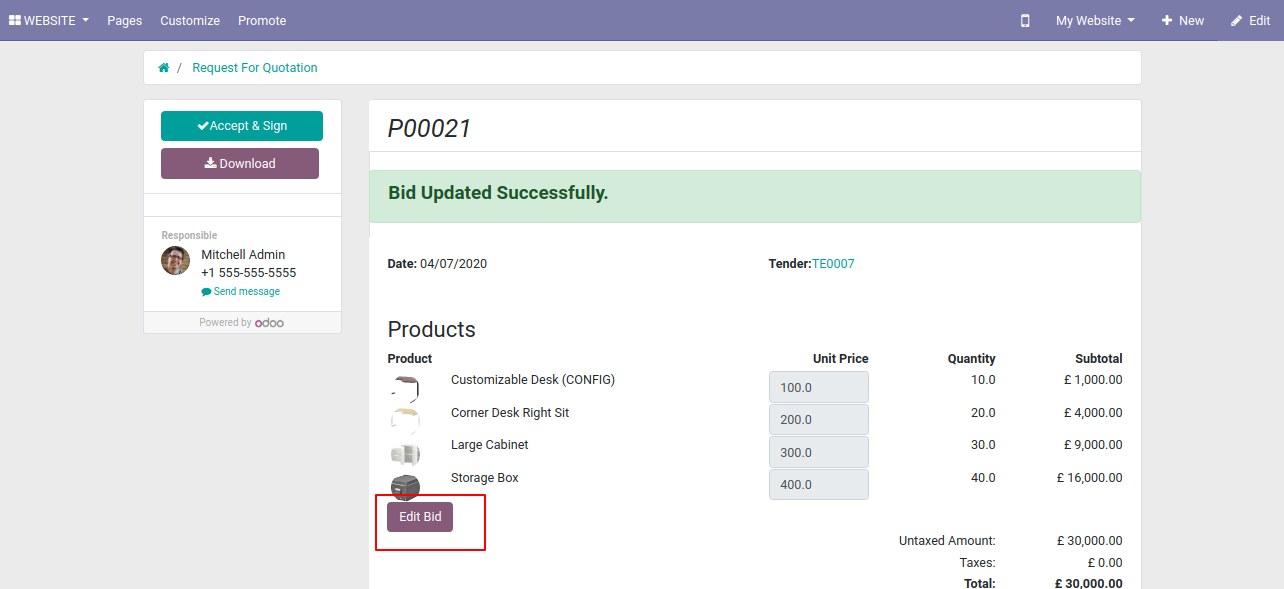 WEBSITE Pages Customize Promote My Website New Edit
/ Request For Quotation
Accept & Sign
Download
Responsible
Mitchell Admin
+1 555-555-5555
Send message
Powered by odoo
P00021
Bid Updated Successfully.
Date: 04/07/2020 Tender:TE0007
Products
Product Unit Price Quantity Subtotal
Customizable Desk (CONFIG) 100.0 10.0 £ 1,000.00
Corner Desk Right Sit 200.0 20.0 £ 4,000.00
Large Cabinet 300.0 30.0 £ 9,000.00
Storage Box 400.0 40.0 £ 16,000.00
Edit Bid
Untaxed Amount: £ 30,000.00
Taxes: £ 0.00
Total: £ 30,000.00